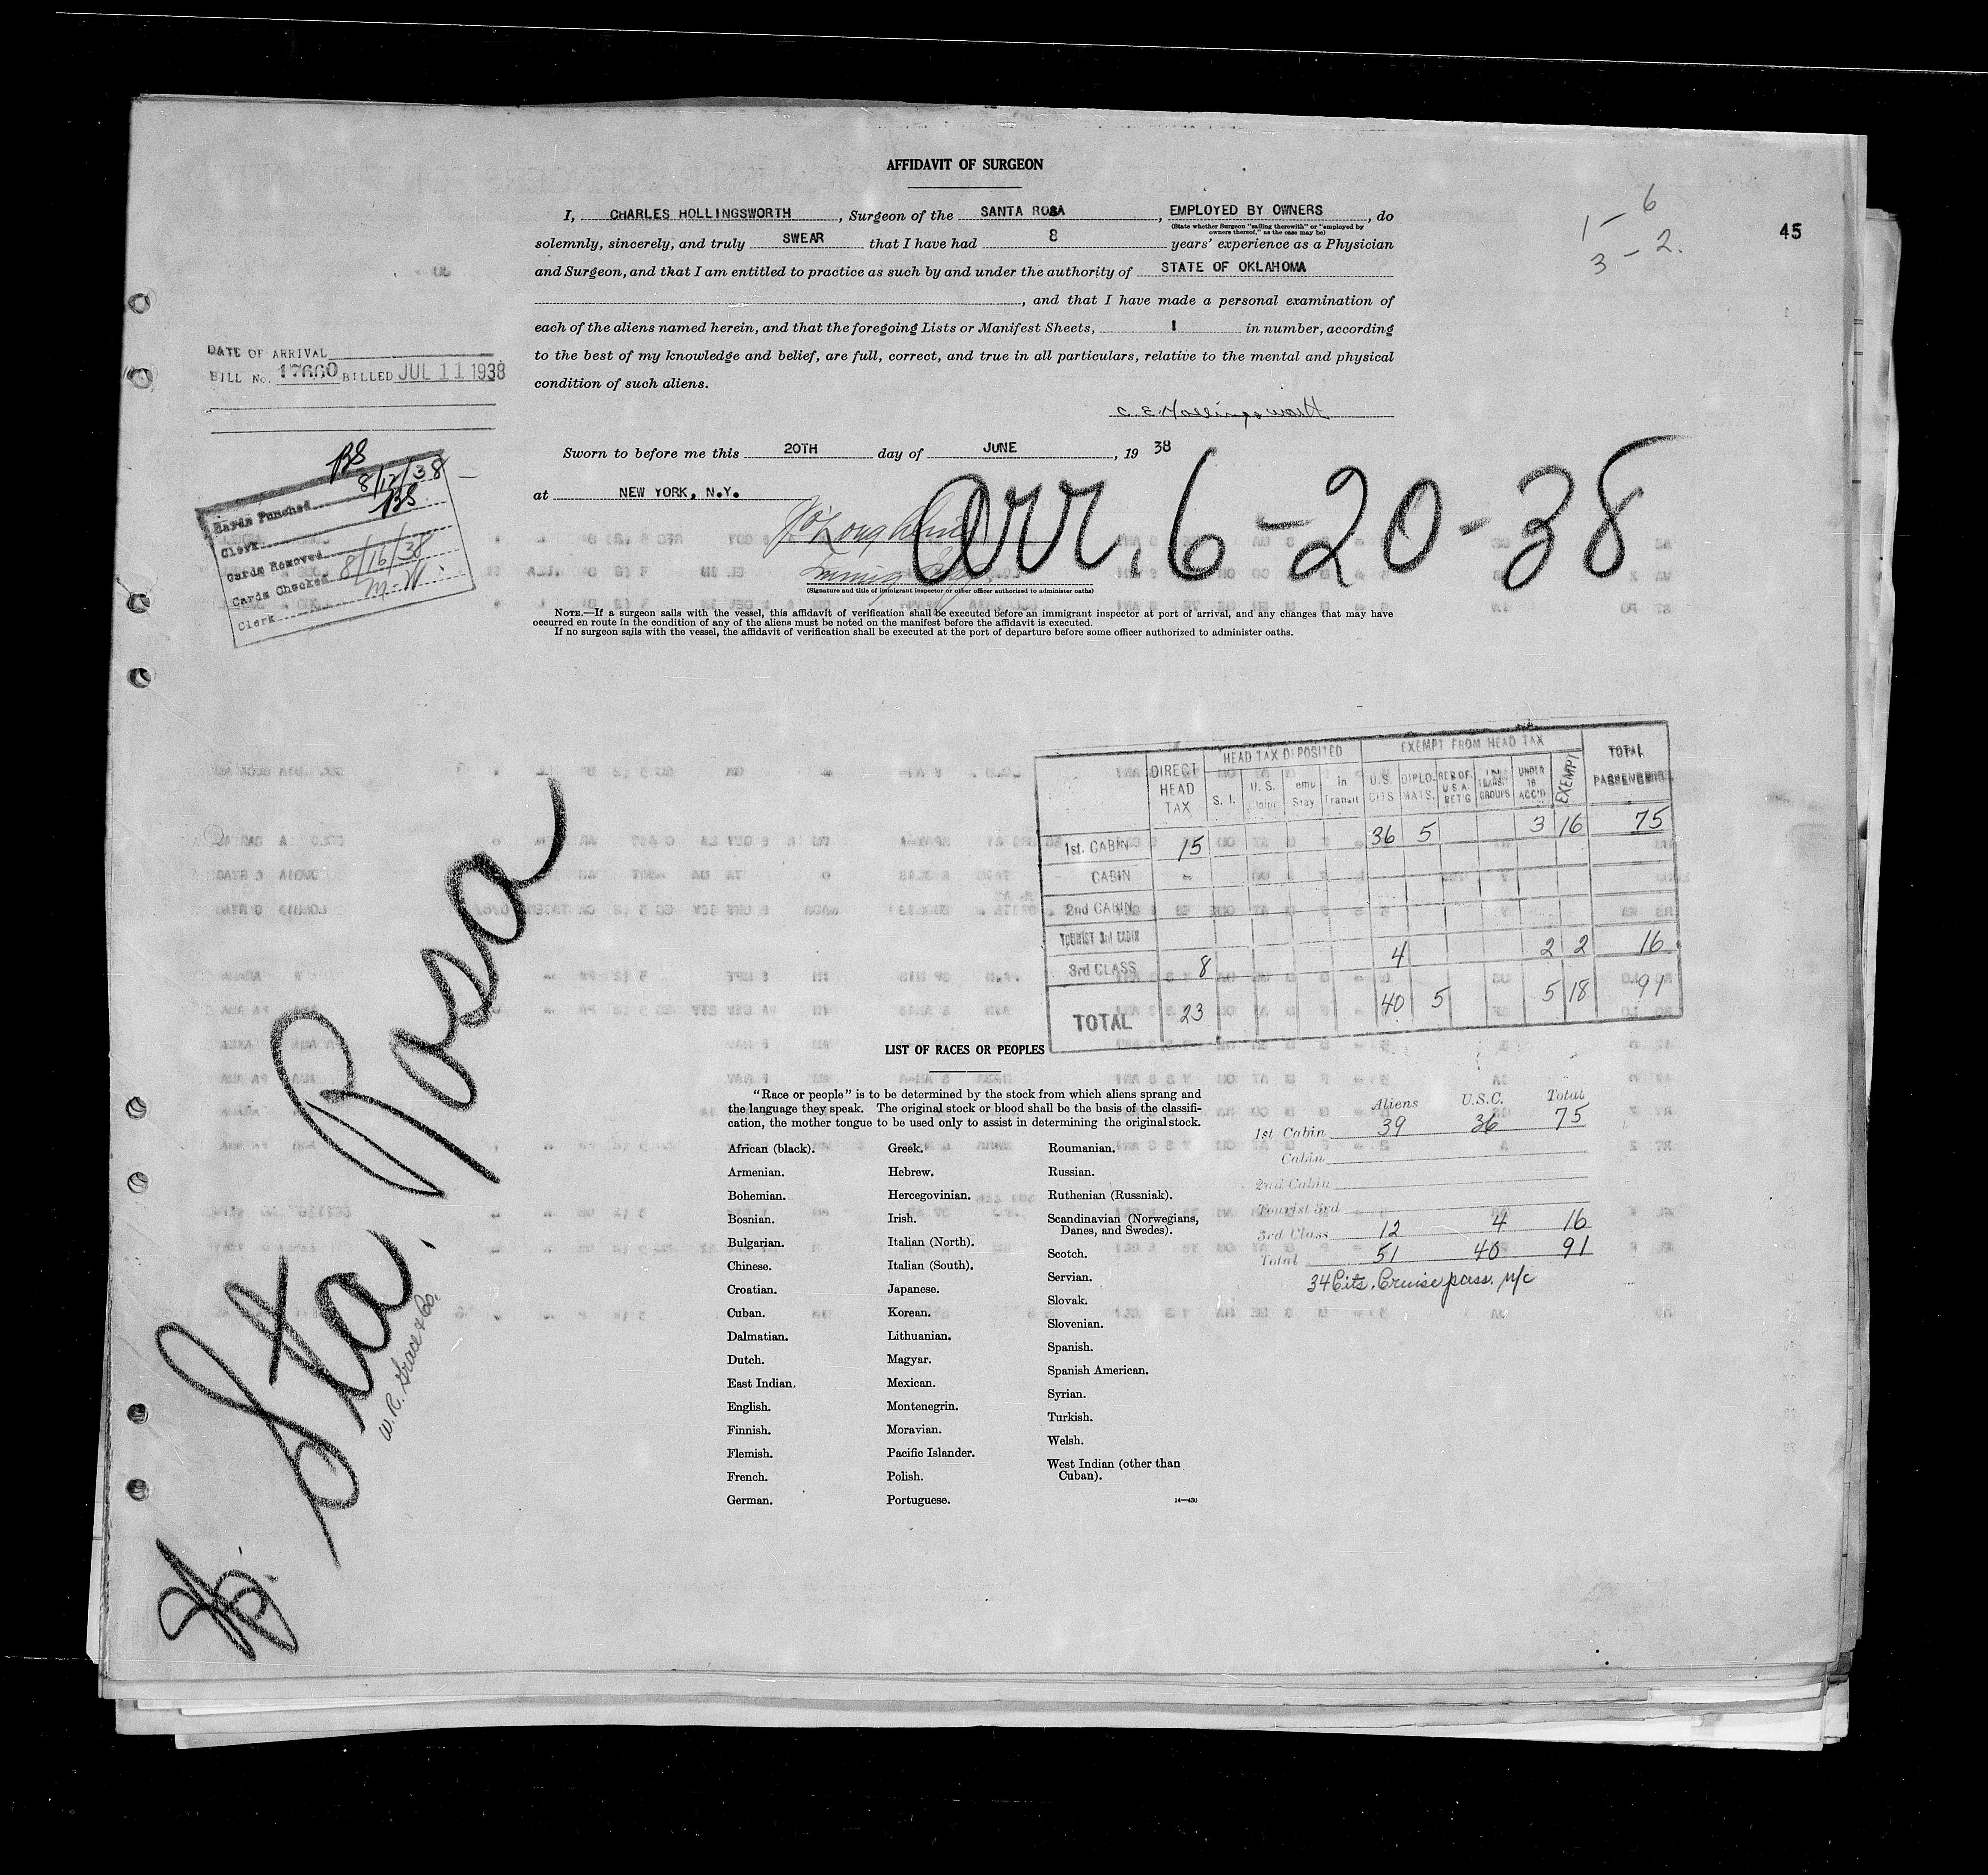 AFFIDAVIT OF SURGEON
I, CHARLES HOLLINGSWORTH, Surgeon of the SANTA ROSA, EMPLOYED BY OWNERS, do
(State whether Surgeon "sailing therewith" or "employed by
owners thereof," as the case may be)
solemnly, sincerely, and truly SWEAR that I have had 8 years' experience as a Physician
and Surgeon, and that I am entitled to practice as such by and under the authority of STATE OF OKLAHOMA
, and that I have made a personal examination of
each of the aliens named herein, and that the foregoing Lists or Manifest Sheets, 1 in number, according
to the best of my knowledge and belief, are full, correct, and true in all particulars, relative to the mental and physical
condition of such aliens.
C. E. Hollingsworth
Sworn to before me this 20TH day of JUNE, 19 38
at NEW YORK, N.Y.
(Signature and title of immigrant inspector or other officer authorized to administer oaths)
NOTE.—If a surgeon sails with the vessel, this affidavit of verification shall be executed before an immigrant inspector at port of arrival, and any changes that may have
occurred en route in the condition of any of the aliens must be noted on the manifest before the affidavit is executed.
If no surgeon sails with the vessel, the affidavit of verification shall be executed at the port of departure before some officer authorized to administer oaths.
Arr. 6-20-38
1 - 6
3 - 2.
45
DATE OF ARRIVAL
BILL No. 17660 BILLED JUL 11 1938
BS
Cards Punched 8/12/38
Clerk BS
Cards Removed
Cards Checked 8/16/38
Clerk M-W.
DIRECT HEAD TAX
HEAD TAX DEPOSITED
S. I. U. S. Temp Stay in Transit
EXEMPT FROM HEAD TAX
U.S. CITS DIPLO. MATS. RES OF. U.S.A. RET'G TRANSIT GROUPS UNDER 16 ACC'D EXEMPT
TOTAL PASSENGERS
1st. CABIN 15 36 5 3 16 75
CABIN -
2nd CABIN
TOURIST 3rd CABIN
3rd CLASS 8 4 2 2 16
TOTAL 23 40 5 5 18 91
LIST OF RACES OR PEOPLES
"Race or people" is to be determined by the stock from which aliens sprang and
the language they speak. The original stock or blood shall be the basis of the classifi-
cation, the mother tongue to be used only to assist in determining the original stock.
African (black).
Armenian.
Bohemian.
Bosnian.
Bulgarian.
Chinese.
Croatian.
Cuban.
Dalmatian.
Dutch.
East Indian.
English.
Finnish.
Flemish.
French.
German.
Greek.
Hebrew.
Hercegovinian.
Irish.
Italian (North).
Italian (South).
Japanese.
Korean.
Lithuanian.
Magyar.
Mexican.
Montenegrin.
Moravian.
Pacific Islander.
Polish.
Portuguese.
Roumanian.
Russian.
Ruthenian (Russniak).
Scandinavian (Norwegians,
Danes, and Swedes).
Scotch.
Servian.
Slovak.
Slovenian.
Spanish.
Spanish American.
Syrian.
Turkish.
Welsh.
West Indian (other than
Cuban).
14—430
Aliens U.S.C. Total
1st Cabin 39 36 75
Cabin
2nd Cabin
Tourist 3rd
3rd Class 12 4 16
Total 51 40 91
34 Cits. Cruise pass. n/c
Sta. Rosa
W. R. Grace & Co.